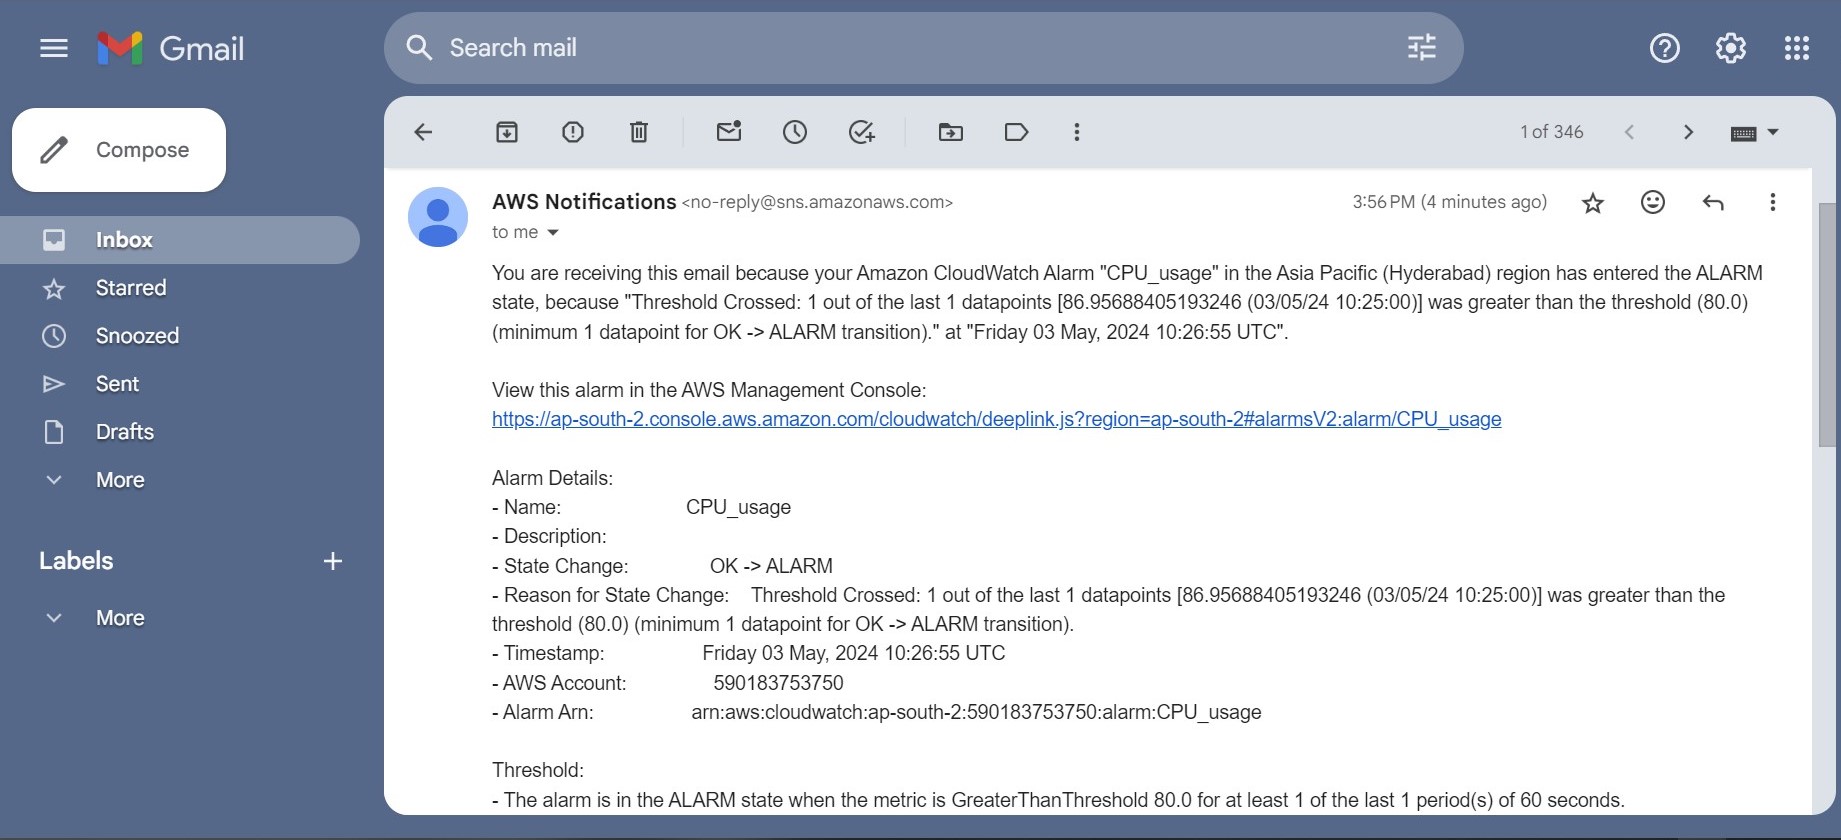 Gmail
Search mail
Compose
1 of 346
Inbox
Starred
Snoozed
Sent
Drafts
More
Labels
More
AWS Notifications <no-reply@sns.amazonaws.com>
3:56 PM (4 minutes ago)
to me
You are receiving this email because your Amazon CloudWatch Alarm "CPU_usage" in the Asia Pacific (Hyderabad) region has entered the ALARM
state, because "Threshold Crossed: 1 out of the last 1 datapoints [86.95688405193246 (03/05/24 10:25:00)] was greater than the threshold (80.0)
(minimum 1 datapoint for OK -> ALARM transition)." at "Friday 03 May, 2024 10:26:55 UTC".
View this alarm in the AWS Management Console:
https://ap-south-2.console.aws.amazon.com/cloudwatch/deeplink.js?region=ap-south-2#alarmsV2:alarm/CPU_usage
Alarm Details:
- Name: CPU_usage
- Description:
- State Change: OK -> ALARM
- Reason for State Change: Threshold Crossed: 1 out of the last 1 datapoints [86.95688405193246 (03/05/24 10:25:00)] was greater than the
threshold (80.0) (minimum 1 datapoint for OK -> ALARM transition).
- Timestamp: Friday 03 May, 2024 10:26:55 UTC
- AWS Account: 590183753750
- Alarm Arn: arn:aws:cloudwatch:ap-south-2:590183753750:alarm:CPU_usage
Threshold:
- The alarm is in the ALARM state when the metric is GreaterThanThreshold 80.0 for at least 1 of the last 1 period(s) of 60 seconds.